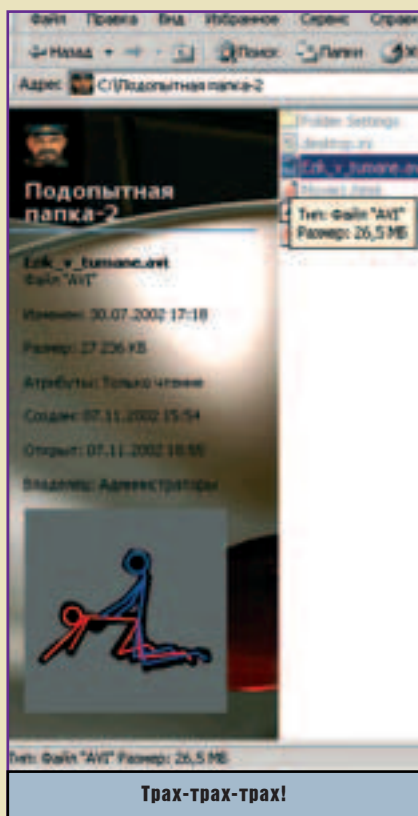 Файл Правка Вид Избранное Сервис Справка
Назад Поиск Папки
Адрес: C:\Подопытная папка-2
Folder Settings
desktop.ini
Ezik_v_tumane.avi
Подопытная
папка-2
Тип: Файл "AVI"
Размер: 26,5 МБ
Ezik_v_tumane.avi
Файл "AVI"
Изменен: 30.07.2002 17:18
Размер: 27 236 КБ
Атрибуты: Только чтение
Создан: 07.11.2002 15:54
Открыт: 07.11.2002
Владелец: Администраторы
Тип: Файл "AVI" Размер: 26,5 МБ
Трах-трах-трах!